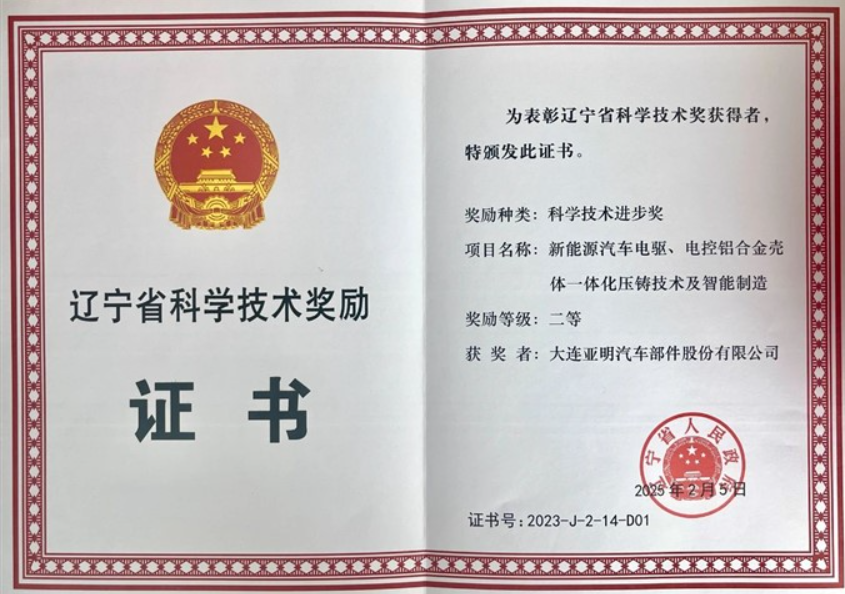 辽宁省科学技术奖励
证书
为表彰辽宁省科学技术奖获得者，
特颁发此证书。
奖励种类：科学技术进步奖
项目名称：新能源汽车电驱、电控铝合金壳
体一体化压铸技术及智能制造
奖励等级：二等
获奖者：大连亚明汽车部件股份有限公司
辽宁省人民政府
2025年2月5日
证书号：2023-J-2-14-D01